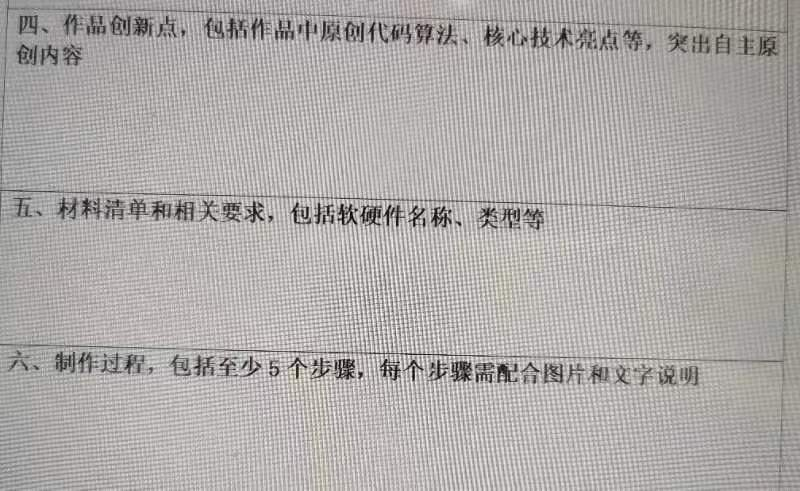 四、作品创新点，包括作品中原创代码算法、核心技术亮点等，突出自主原
创内容
五、材料清单和相关要求，包括软硬件名称、类型等
六、制作过程，包括至少5个步骤，每个步骤需配合图片和文字说明